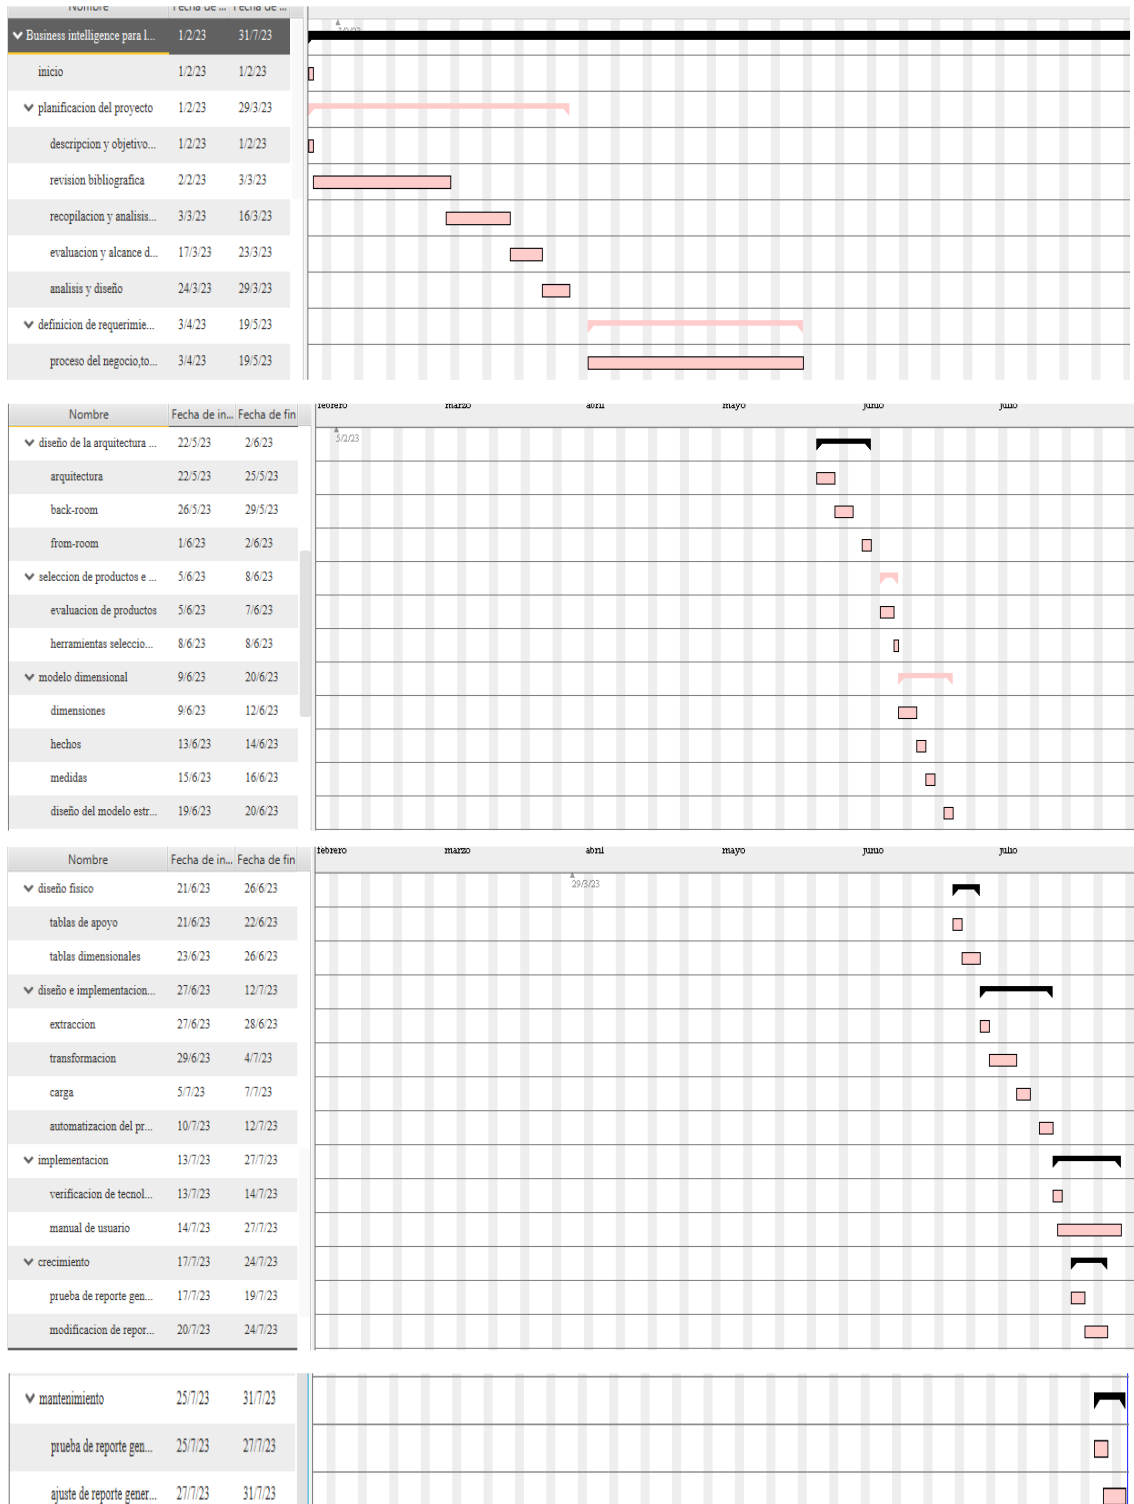 Nombre Fecha de ... Fecha de ...
Business intelligence para l... 1/2/23 31/7/23
inicio 1/2/23 1/2/23
planificacion del proyecto 1/2/23 29/3/23
descripcion y objetivo... 1/2/23 1/2/23
revision bibliografica 2/2/23 3/3/23
recopilacion y analisis... 3/3/23 16/3/23
evaluacion y alcance d... 17/3/23 23/3/23
analisis y diseño 24/3/23 29/3/23
definicion de requerimie... 3/4/23 19/5/23
proceso del negocio,to... 3/4/23 19/5/23
Nombre Fecha de in... Fecha de fin febrero marzo abril mayo junio julio
5/2/23
diseño de la arquitectura ... 22/5/23 2/6/23
arquitectura 22/5/23 25/5/23
back-room 26/5/23 29/5/23
from-room 1/6/23 2/6/23
seleccion de productos e ... 5/6/23 8/6/23
evaluacion de productos 5/6/23 7/6/23
herramientas seleccio... 8/6/23 8/6/23
modelo dimensional 9/6/23 20/6/23
dimensiones 9/6/23 12/6/23
hechos 13/6/23 14/6/23
medidas 15/6/23 16/6/23
diseño del modelo estr... 19/6/23 20/6/23
Nombre Fecha de in... Fecha de fin febrero marzo abril mayo junio julio
29/3/23
diseño fisico 21/6/23 26/6/23
tablas de apoyo 21/6/23 22/6/23
tablas dimensionales 23/6/23 26/6/23
diseño e implementacion... 27/6/23 12/7/23
extraccion 27/6/23 28/6/23
transformacion 29/6/23 4/7/23
carga 5/7/23 7/7/23
automatizacion del pr... 10/7/23 12/7/23
implementacion 13/7/23 27/7/23
verificacion de tecnol... 13/7/23 14/7/23
manual de usuario 14/7/23 27/7/23
crecimiento 17/7/23 24/7/23
prueba de reporte gen... 17/7/23 19/7/23
modificacion de repor... 20/7/23 24/7/23
mantenimiento 25/7/23 31/7/23
prueba de reporte gen... 25/7/23 27/7/23
ajuste de reporte gener... 27/7/23 31/7/23